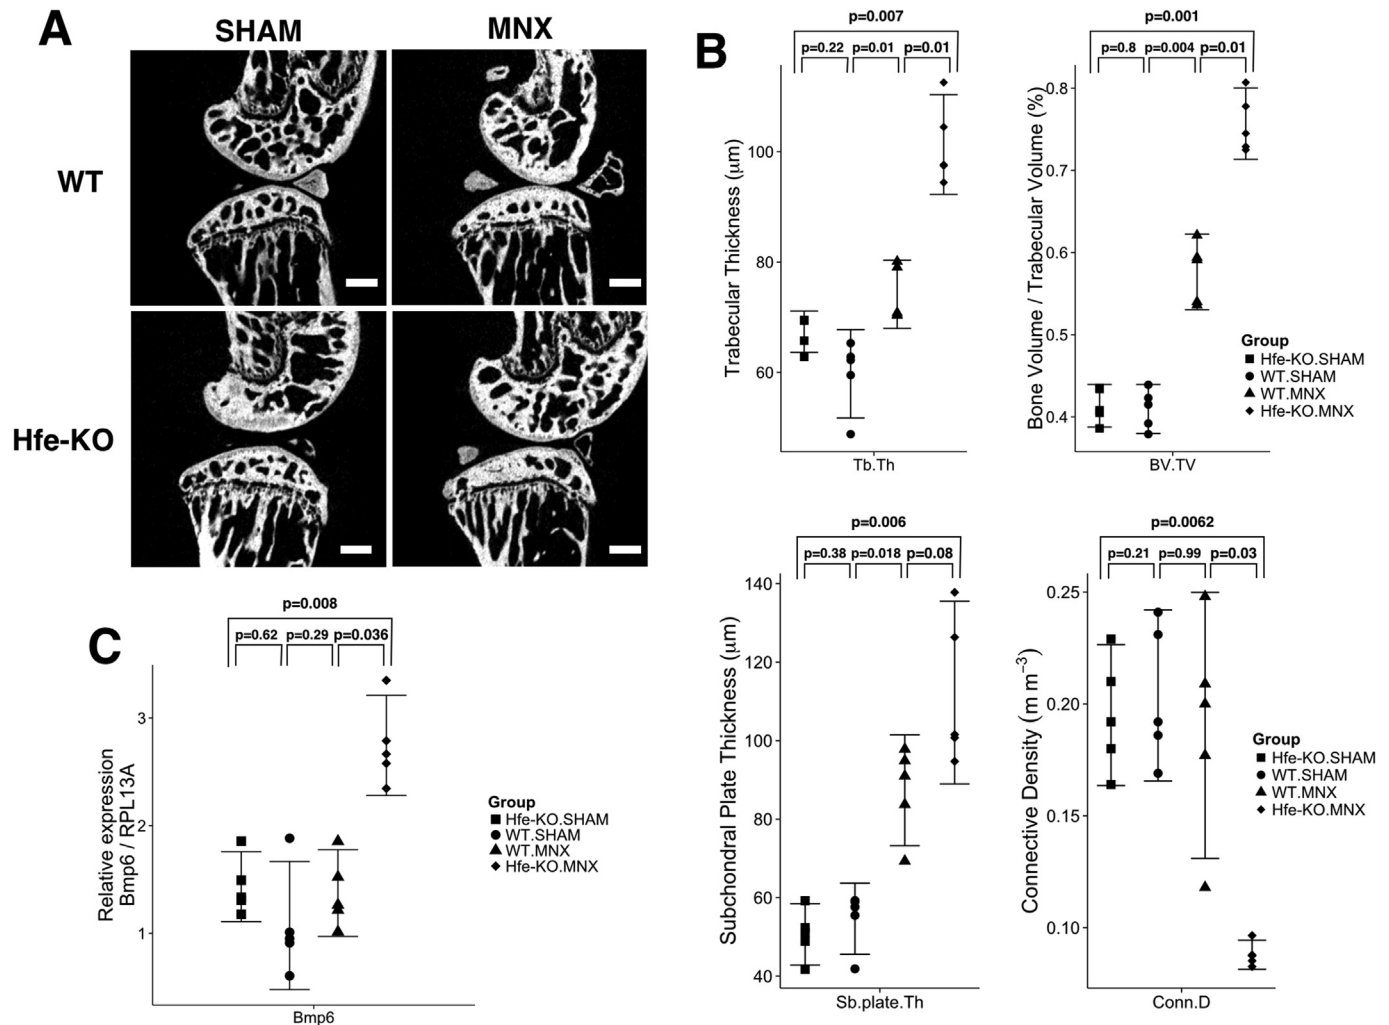 A
SHAM
MNX
WT
Hfe-KO
B
p=0.007
p=0.22
p=0.01
p=0.01
Trabecular Thickness (μm)
100
80
60
Tb.Th
p=0.001
p=0.8
p=0.004
p=0.01
Bone Volume / Trabecular Volume (%)
0.8
0.7
0.6
0.5
0.4
BV.TV
Group
Hfe-KO.SHAM
WT.SHAM
WT.MNX
Hfe-KO.MNX
p=0.006
p=0.38
p=0.018
p=0.08
Subchondral Plate Thickness (μm)
140
120
100
80
60
40
Sb.plate.Th
p=0.0062
p=0.21
p=0.99
p=0.03
Connective Density (m m⁻³)
0.25
0.20
0.15
0.10
Conn.D
Group
Hfe-KO.SHAM
WT.SHAM
WT.MNX
Hfe-KO.MNX
C
p=0.008
p=0.62
p=0.29
p=0.036
Relative expression
Bmp6 / RPL13A
3
2
1
Bmp6
Group
Hfe-KO.SHAM
WT.SHAM
WT.MNX
Hfe-KO.MNX